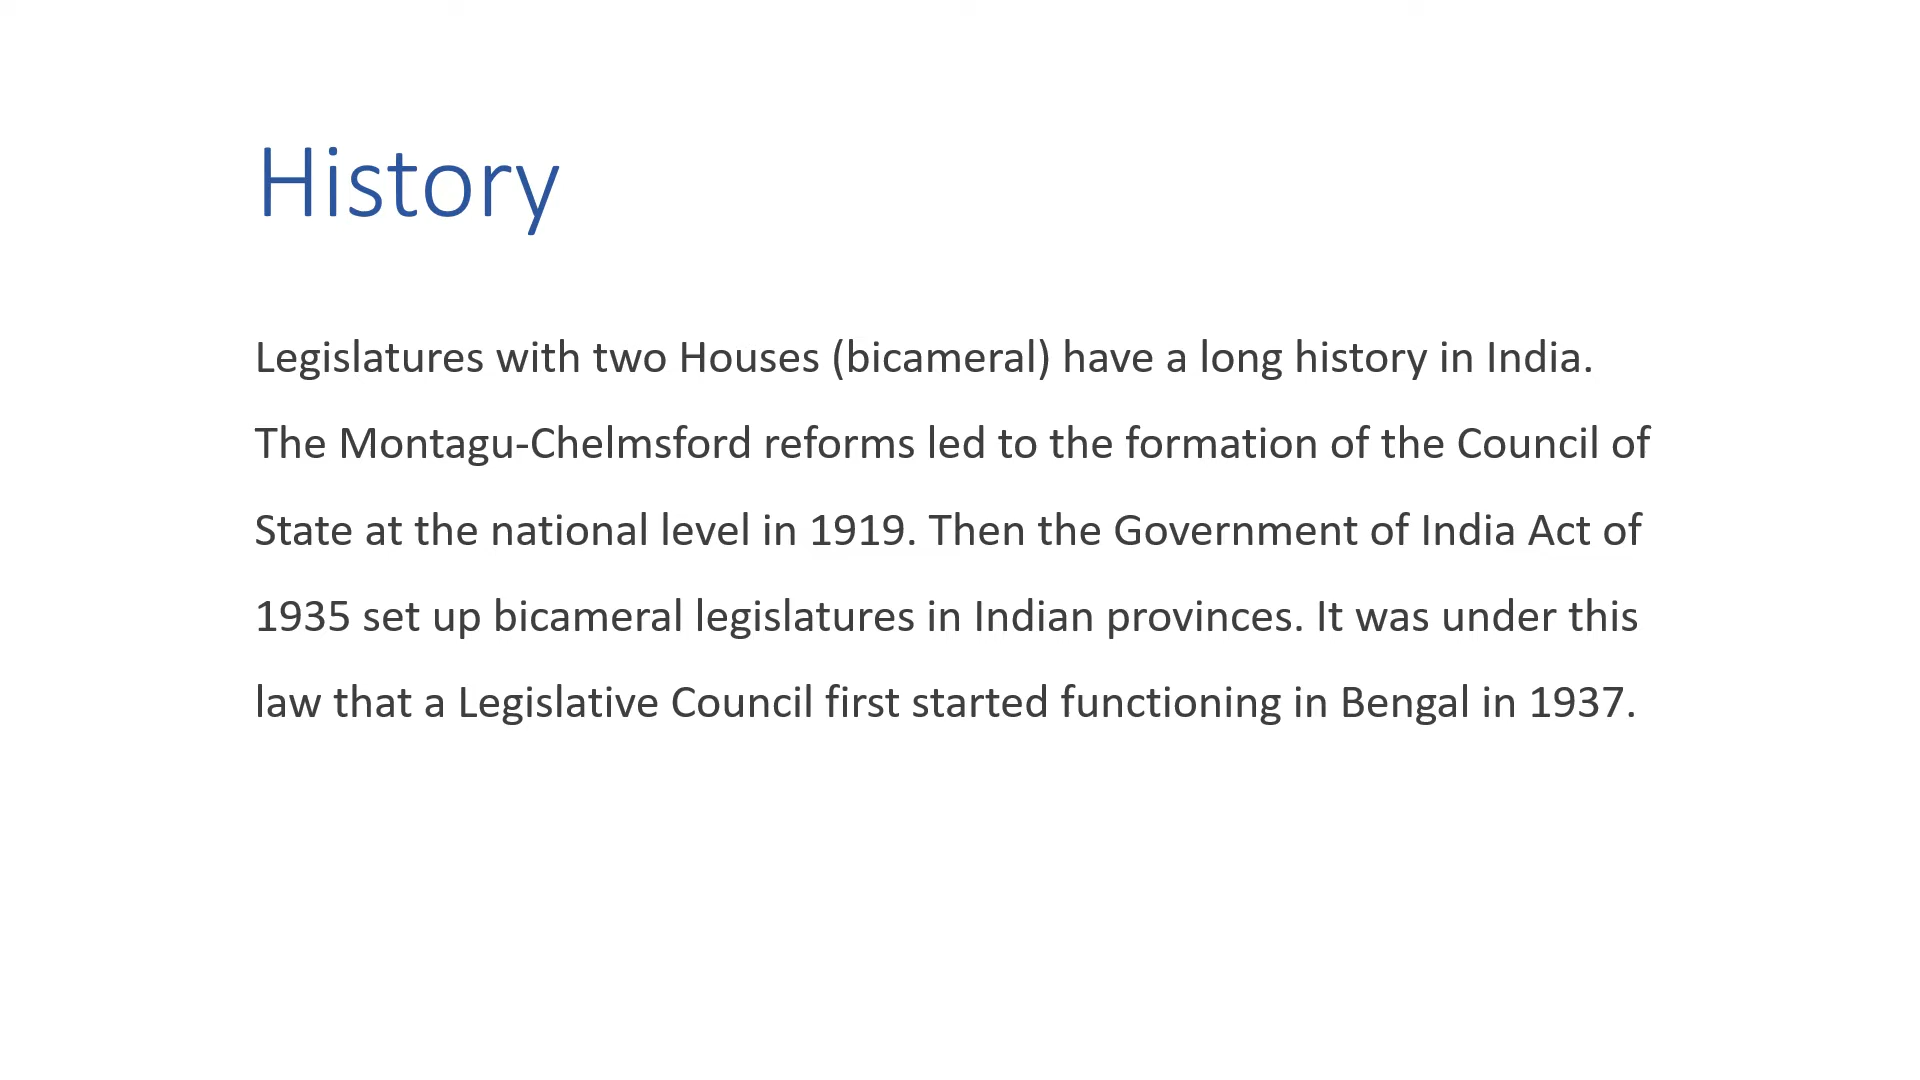 History
Legislatures with two Houses (bicameral) have a long history in India.
The Montagu-Chelmsford reforms led to the formation of the Council of
State at the national level in 1919. Then the Government of India Act of
1935 set up bicameral legislatures in Indian provinces. It was under this
law that a Legislative Council first started functioning in Bengal in 1937.